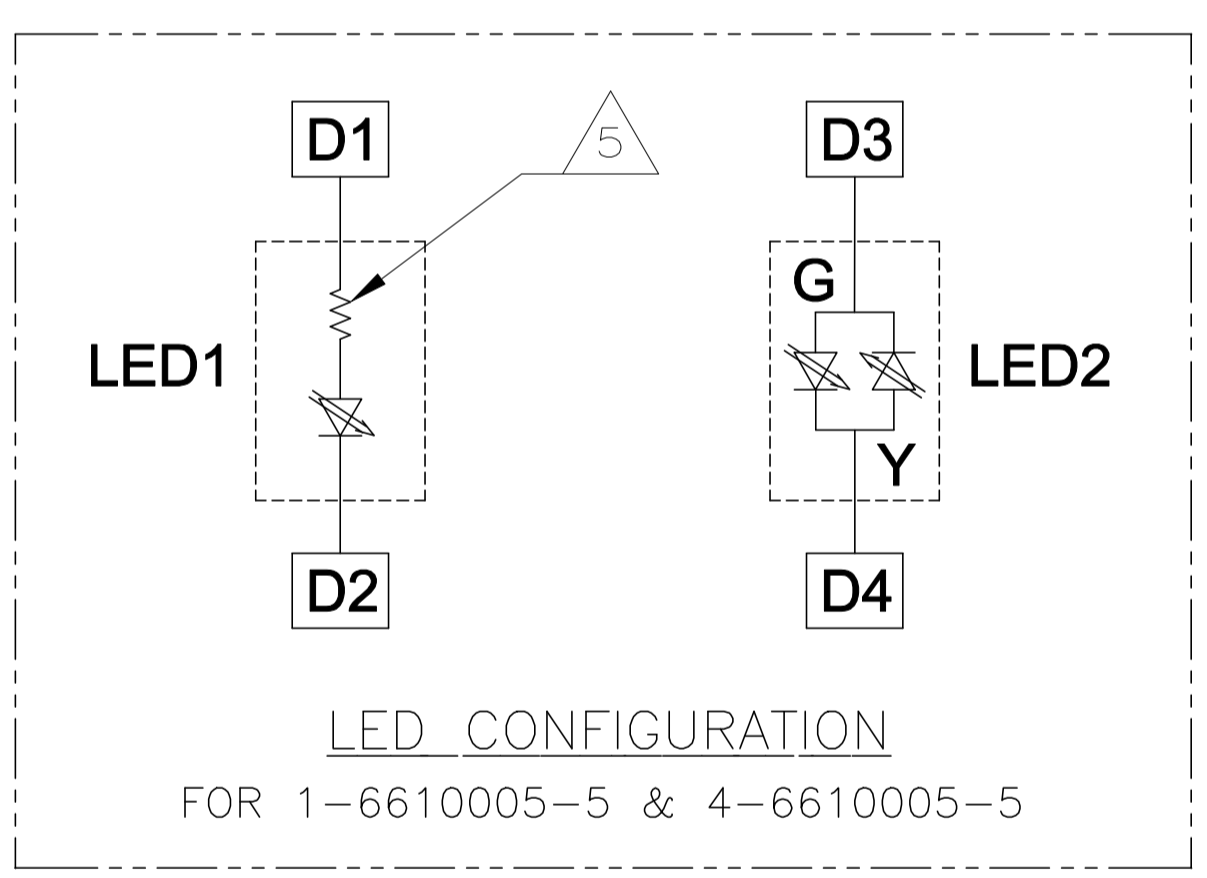 D1
5
D3
G
LED1
LED2
Y
D2
D4
LED CONFIGURATION
FOR 1-6610005-5 & 4-6610005-5